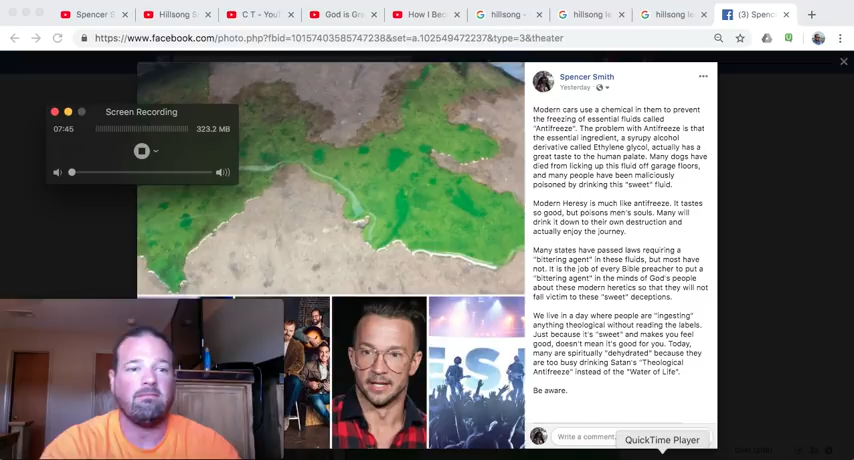 Spencer S
Hillsong S
C T - YouT
God is Gre
How I Bec
hillsong -
hillsong le
hillsong le
(3) Spenc
https://www.facebook.com/photo.php?fbid=10157403585747238&set=a.102549472237&type=3&theater
Screen Recording
07:45
323.2 MB
Spencer Smith
Yesterday
Modern cars use a chemical in them to prevent
the freezing of essential fluids called
"Antifreeze". The problem with Antifreeze is that
the essential ingredient, a syrupy alcohol
derivative called Ethylene glycol, actually has a
great taste to the human palate. Many dogs have
died from licking up this fluid off garage floors,
and many people have been maliciously
poisoned by drinking this "sweet" fluid.
Modern Heresy is much like antifreeze. It tastes
so good, but poisons men's souls. Many will
drink it down to their own destruction and
actually enjoy the journey.
Many states have passed laws requiring a
"bittering agent" in these fluids, but most have
not. It is the job of every Bible preacher to put a
"bittering agent" in the minds of God's people
about these modern heretics so that they will not
fall victim to these "sweet" deceptions.
We live in a day where people are "ingesting"
anything theological without reading the labels.
Just because it's "sweet" and makes you feel
good, doesn't mean it's good for you. Today,
many are spiritually "dehydrated" because they
are too busy drinking Satan's "Theological
Antifreeze" instead of the "Water of Life".
Be aware.
Write a comment.
QuickTime Player